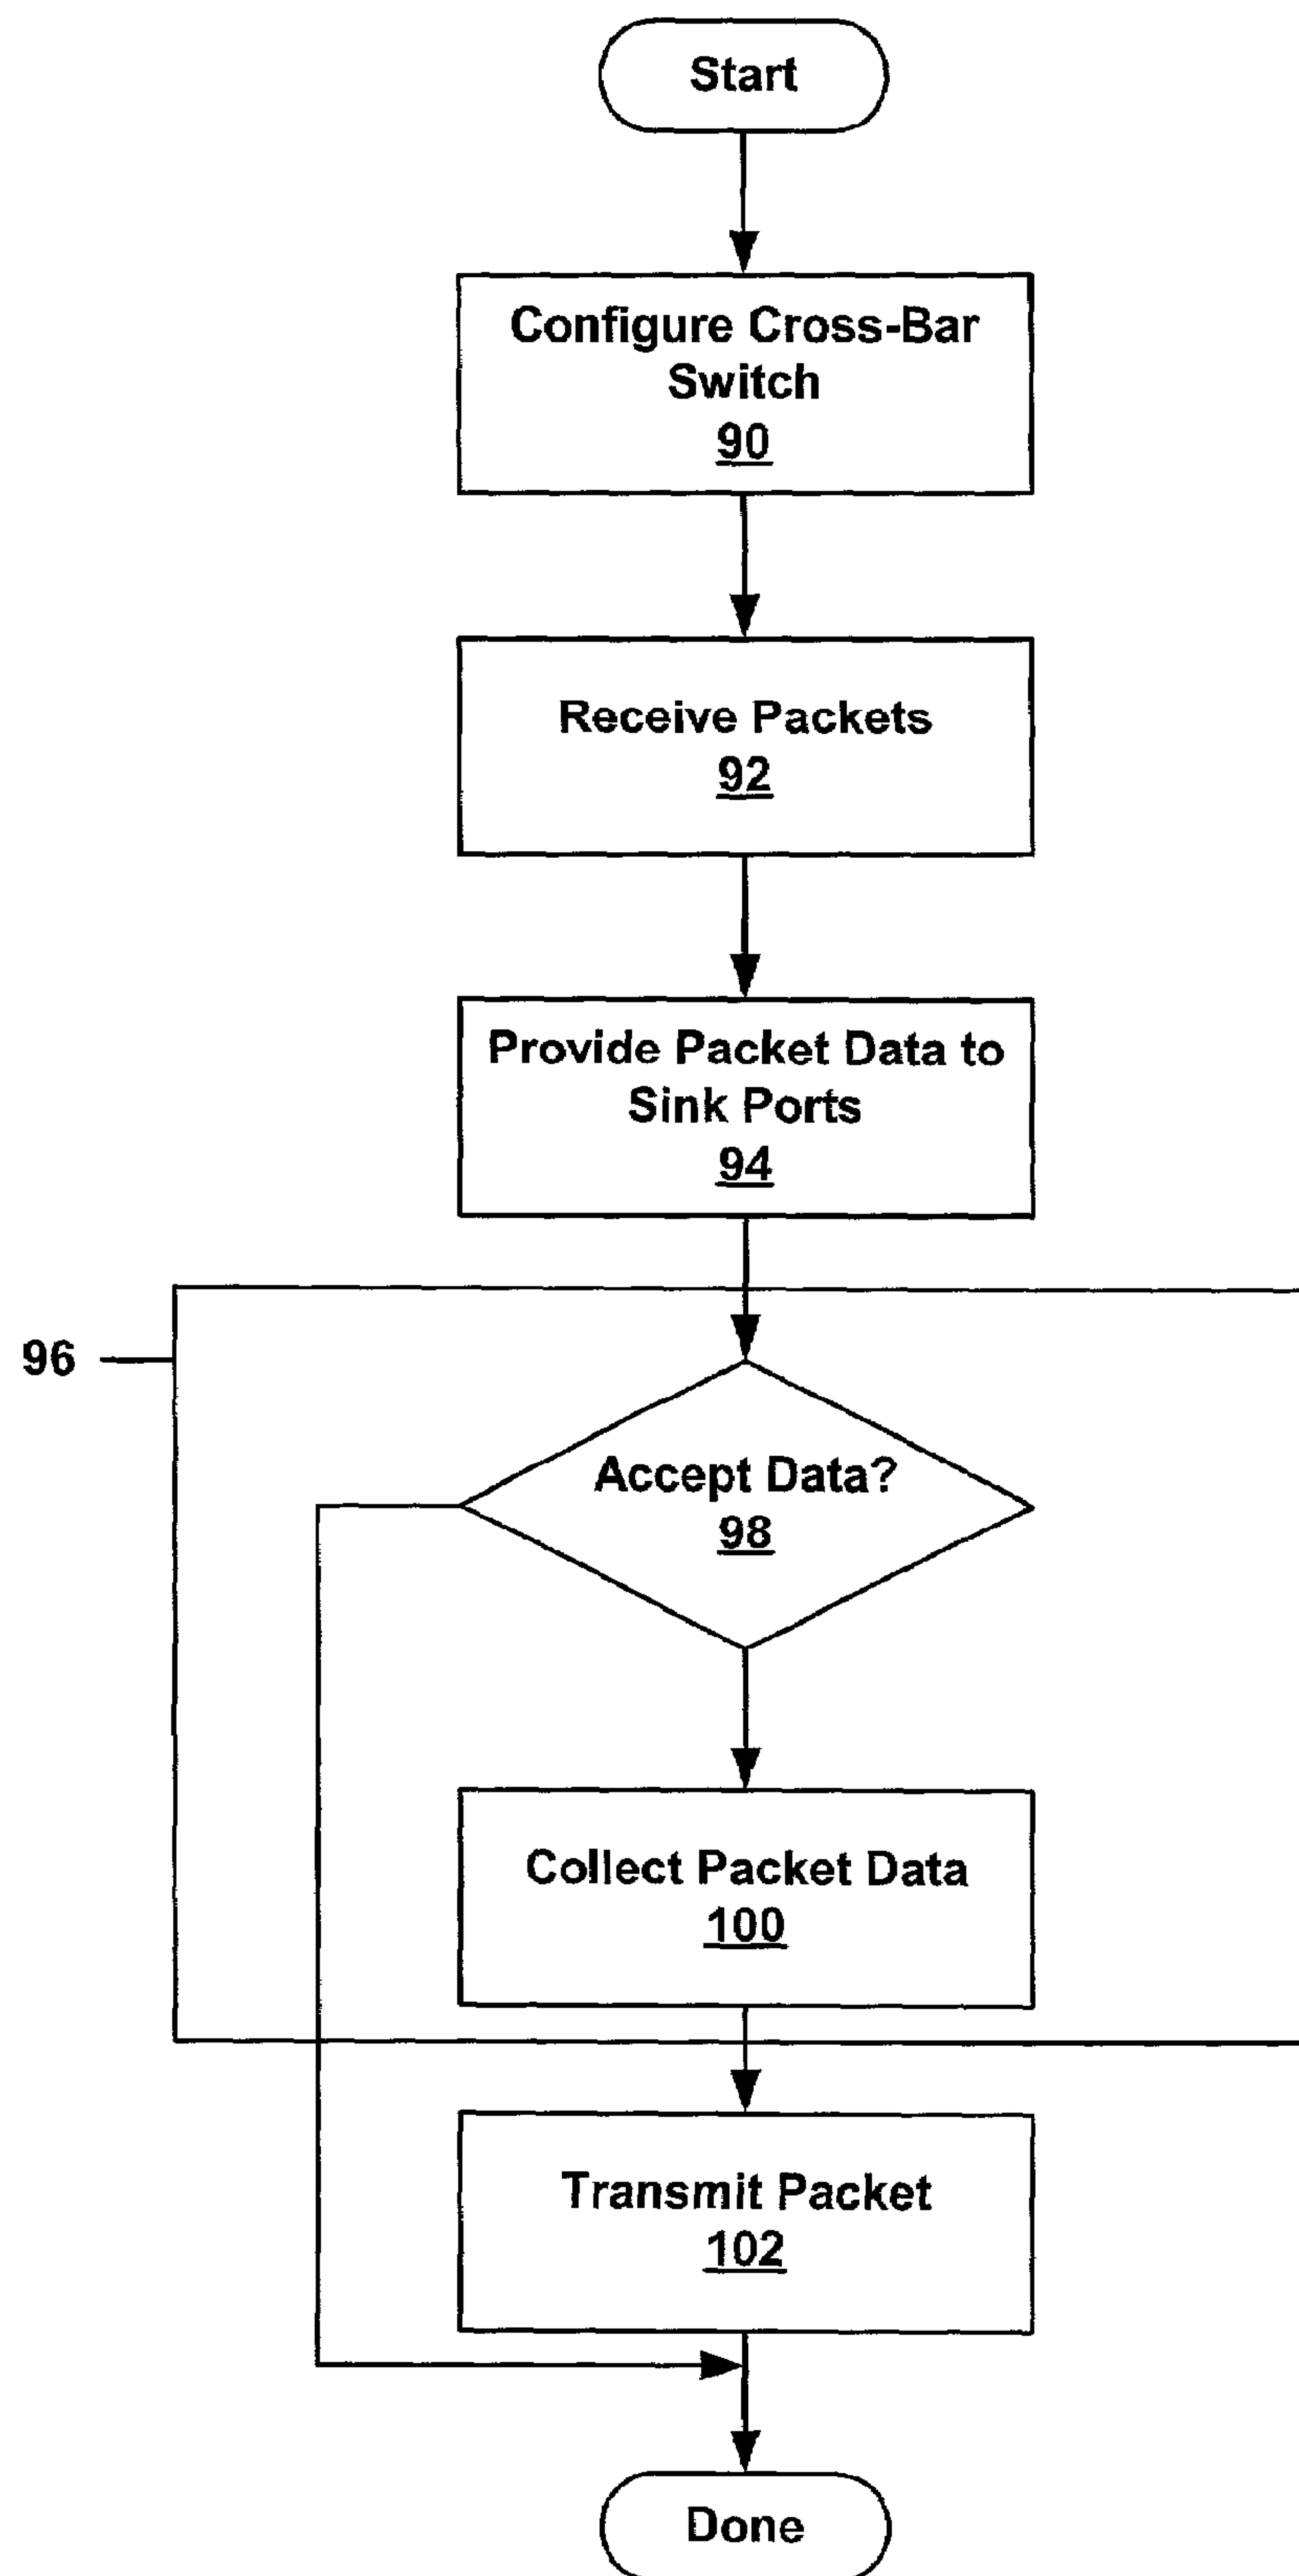 Start
Configure Cross-Bar
Switch
90
Receive Packets
92
Provide Packet Data to
Sink Ports
94
96
Accept Data?
98
Collect Packet Data
100
Transmit Packet
102
Done